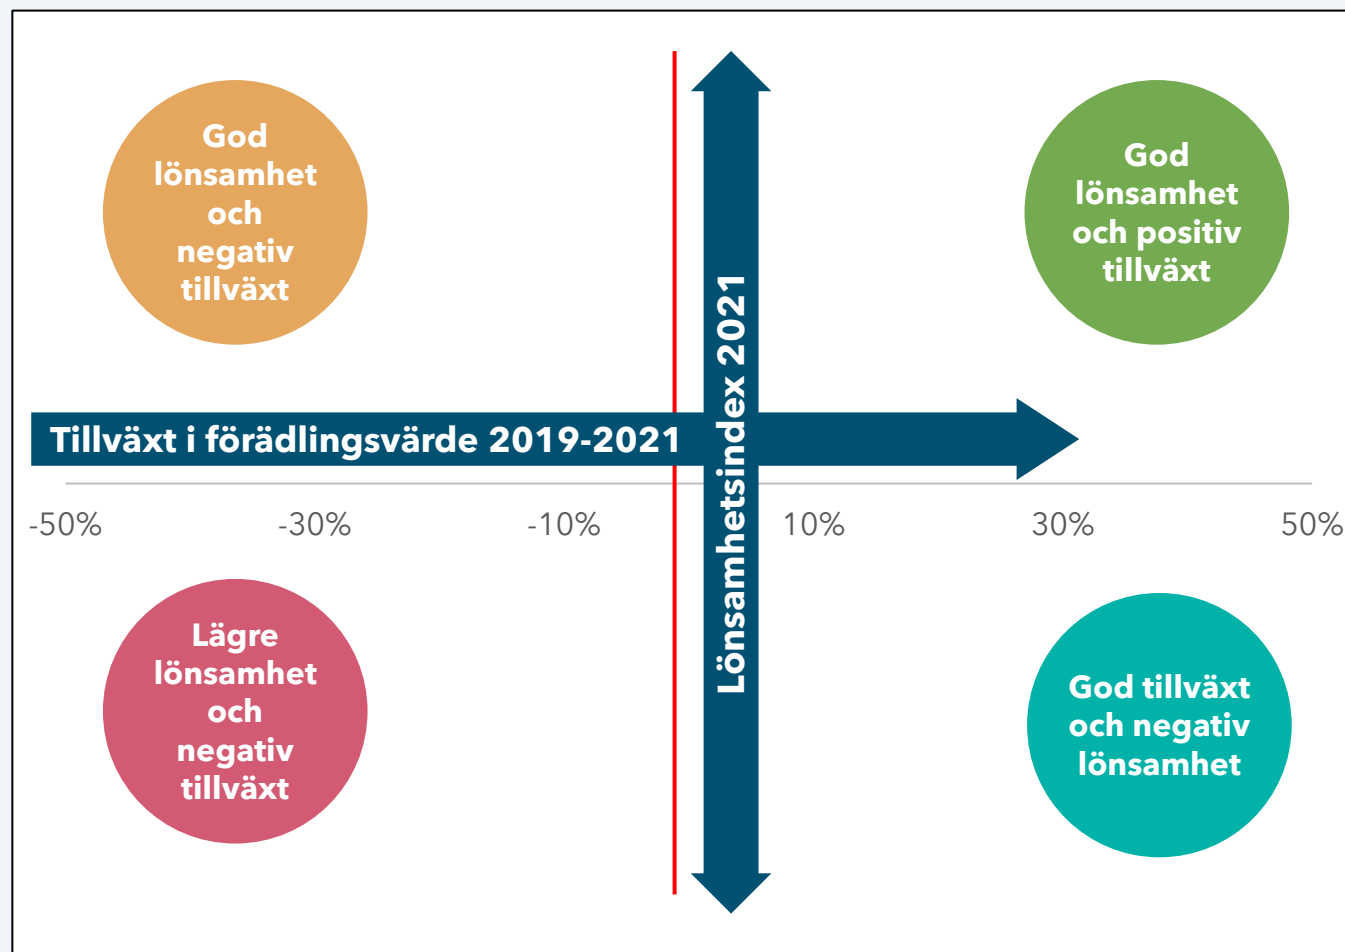 God
lönsamhet
och
negativ
tillväxt
God
lönsamhet
och positiv
tillväxt
Lönsamhetsindex 2021
Tillväxt i förädlingsvärde 2019-2021
-50%
-30%
-10%
10%
30%
50%
Lägre
lönsamhet
och
negativ
tillväxt
God tillväxt
och negativ
lönsamhet